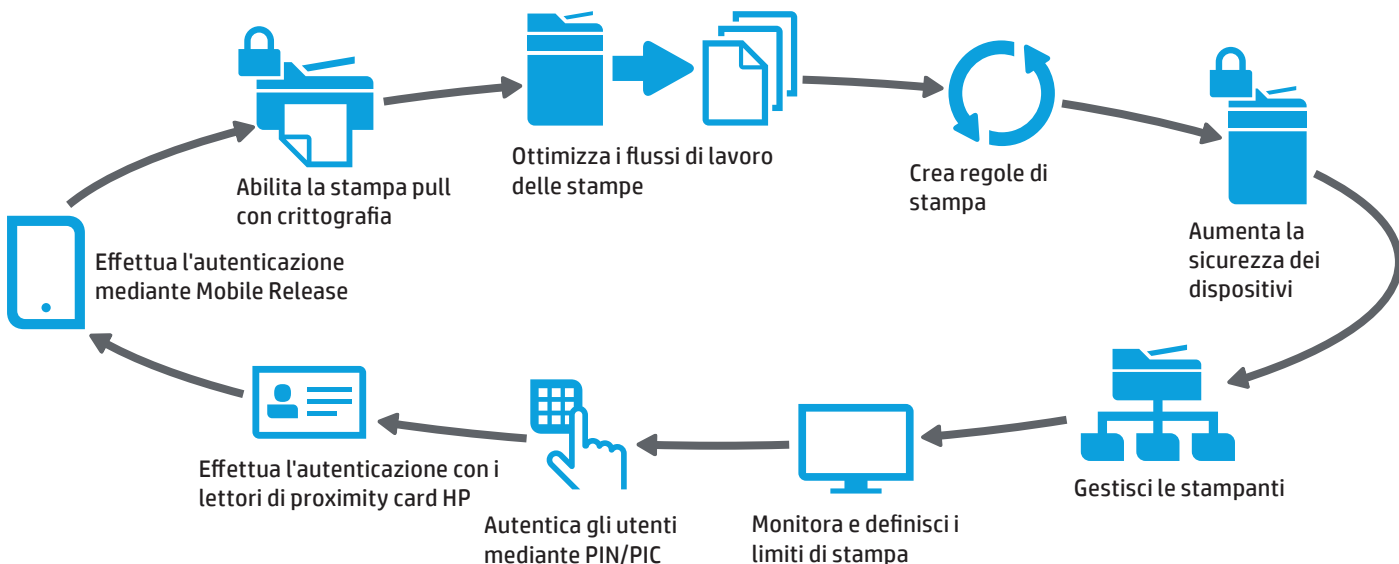 Abilita la stampa pull
con crittografia
Ottimizza i flussi di lavoro
delle stampe
Crea regole di
stampa
Aumenta la
sicurezza dei
dispositivi
Gestisci le stampanti
Monitora e definisci i
limiti di stampa
Autentica gli utenti
mediante PIN/PIC
Effettua l'autenticazione con i
lettori di proximity card HP
Effettua l'autenticazione
mediante Mobile Release